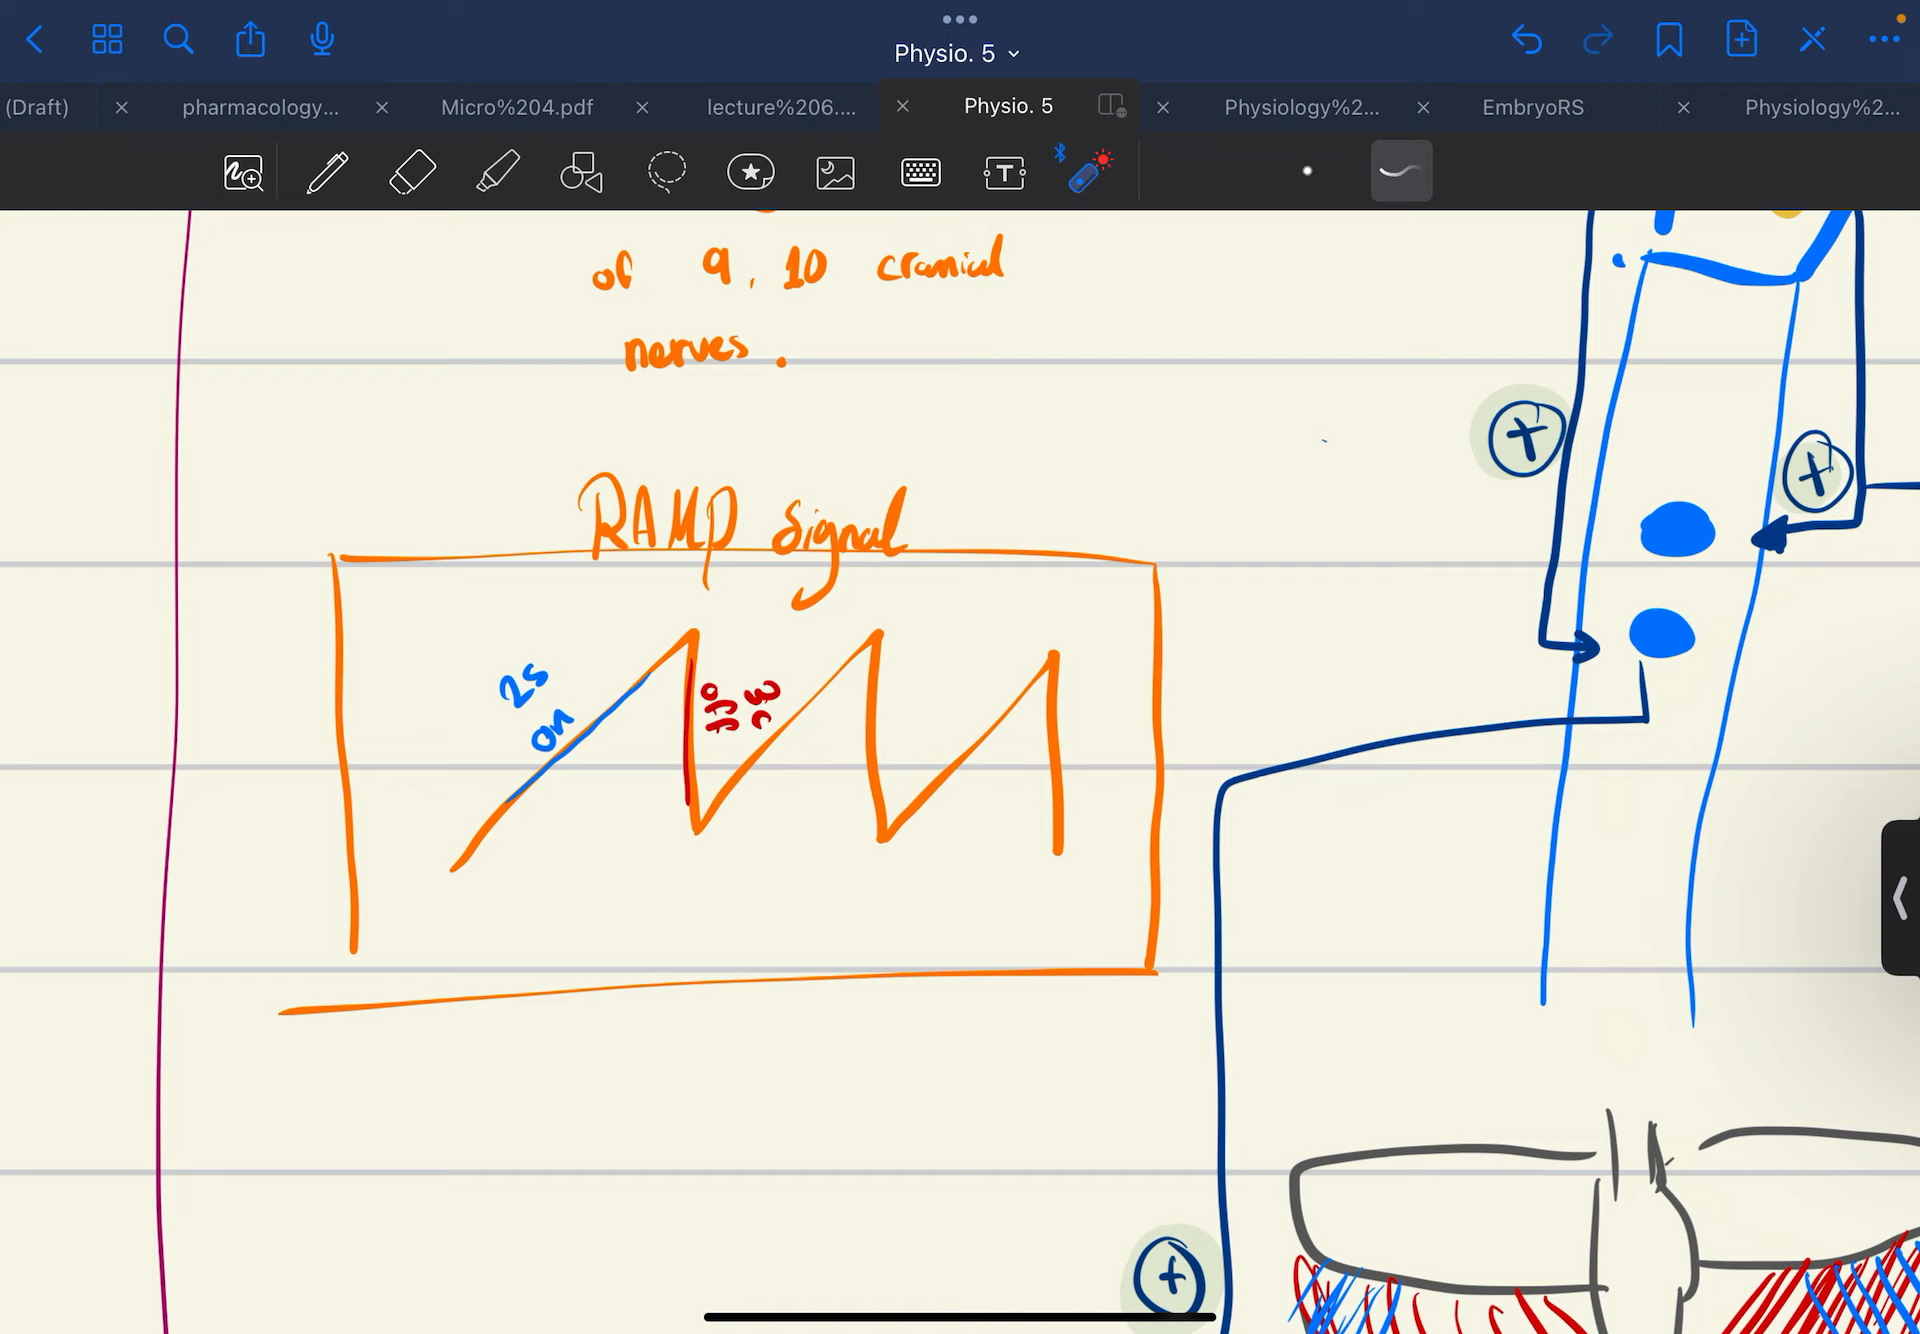 Physio. 5
(Draft)
pharmacology...
Micro%204.pdf
lecture%206....
Physio. 5
Physiology%2...
EmbryoRS
Physiology%2...
of 9, 10 cranial
nerves.
RAMP Signal
2s
on
3s
off
+
+
+